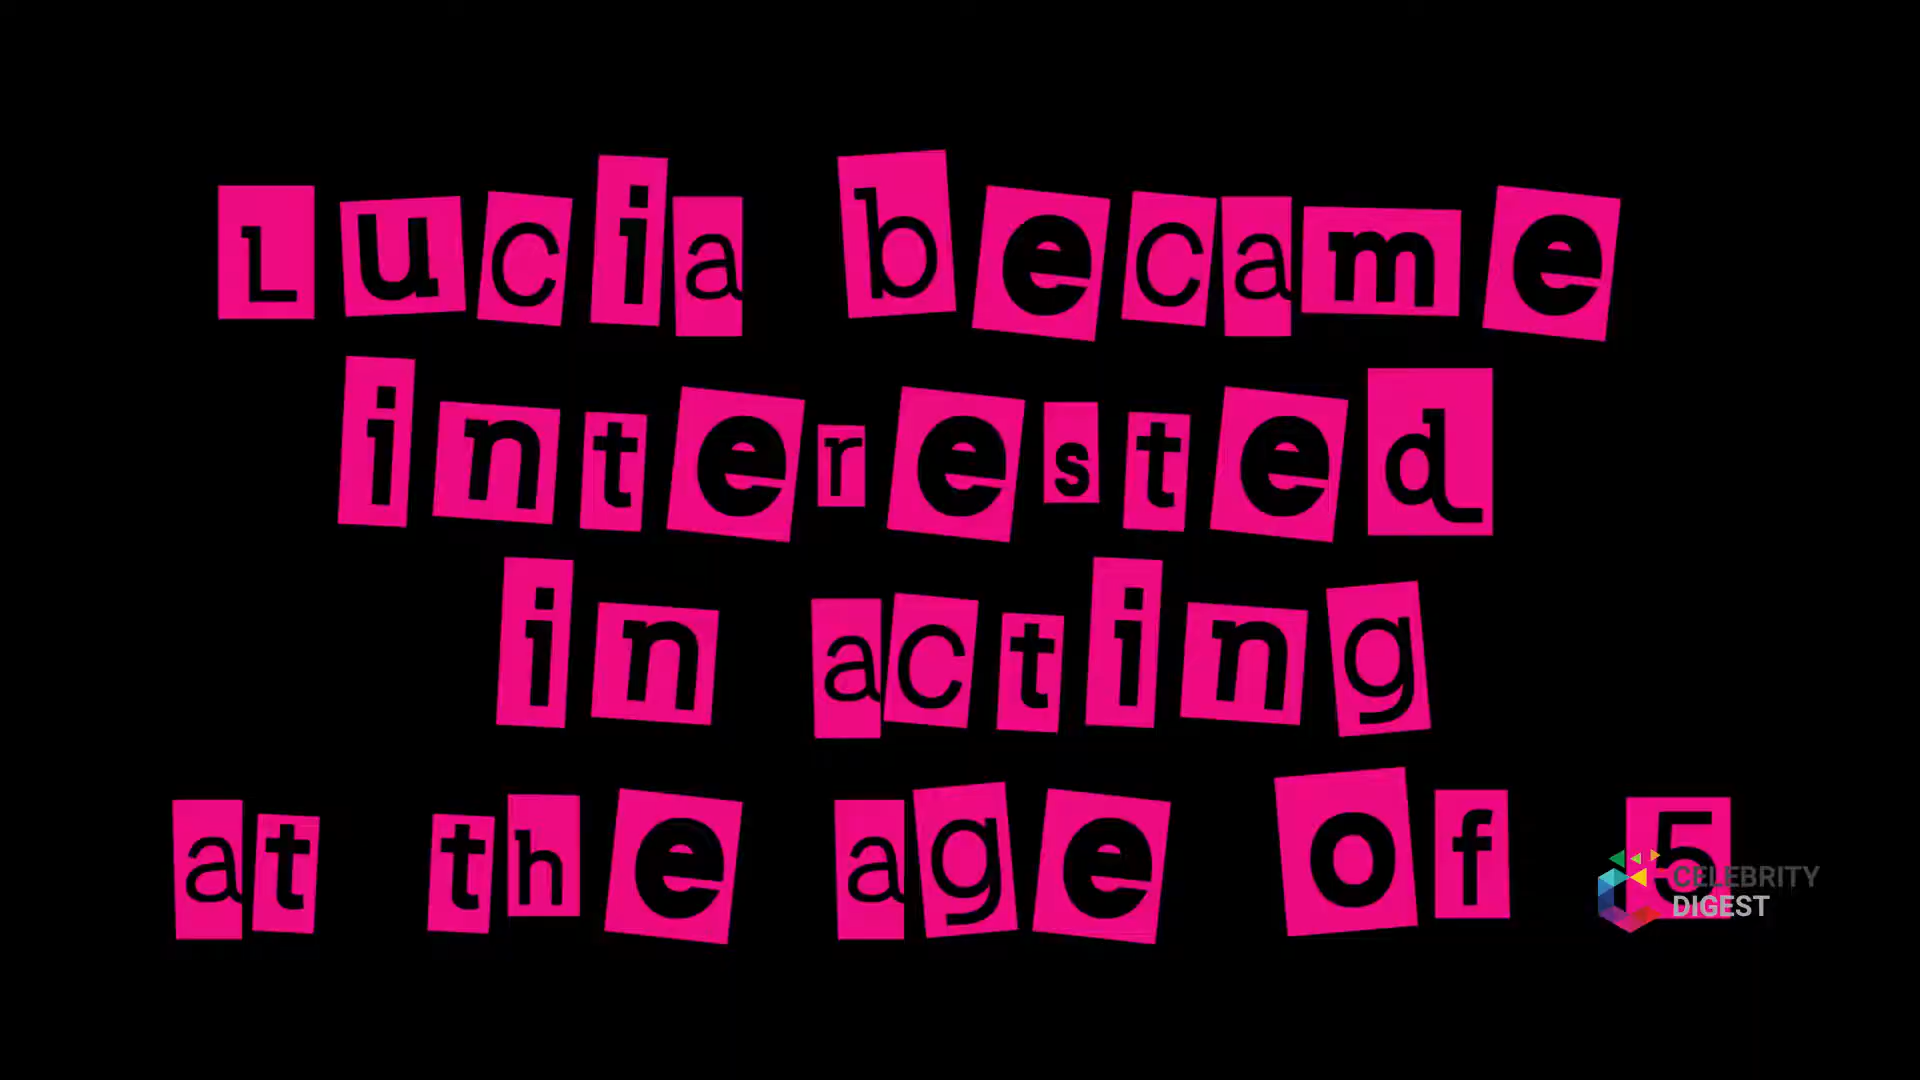 Lucia became
interested
in acting
at the age of 5
CELEBRITY
DIGEST